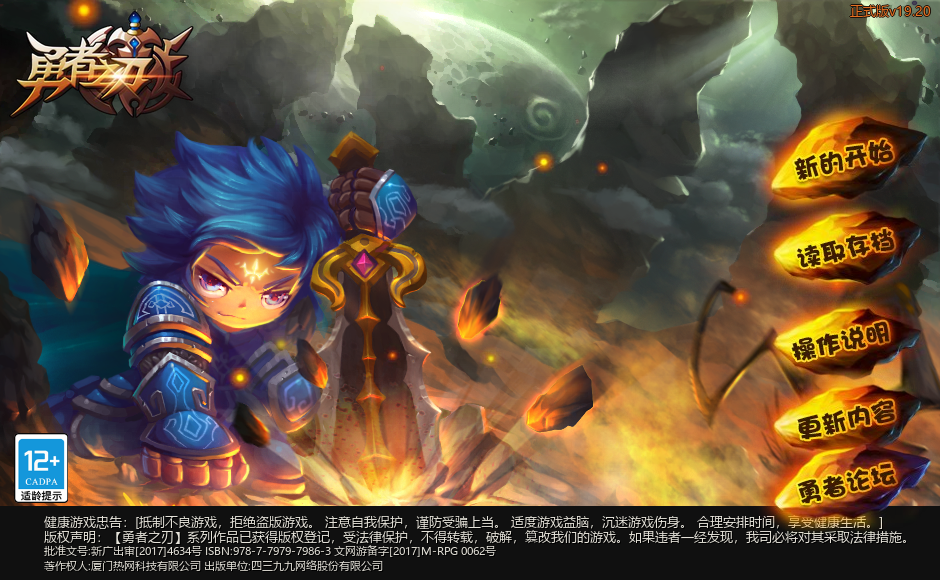 正式版v19.20
勇者之刃
新的开始
读取存档
操作说明
更新内容
勇者论坛
12+
CADPA
适龄提示
健康游戏忠告：[抵制不良游戏，拒绝盗版游戏。 注意自我保护，谨防受骗上当。 适度游戏益脑，沉迷游戏伤身。 合理安排时间，享受健康生活。]
版权声明：【勇者之刃】系列作品已获得版权登记，受法律保护，不得转载，破解，篡改我们的游戏。如果违者一经发现，我司必将对其采取法律措施。
批准文号:新广出审[2017]4634号 ISBN:978-7-7979-7986-3 文网游备字[2017]M-RPG 0062号
著作权人:厦门热网科技有限公司 出版单位:四三九九网络股份有限公司